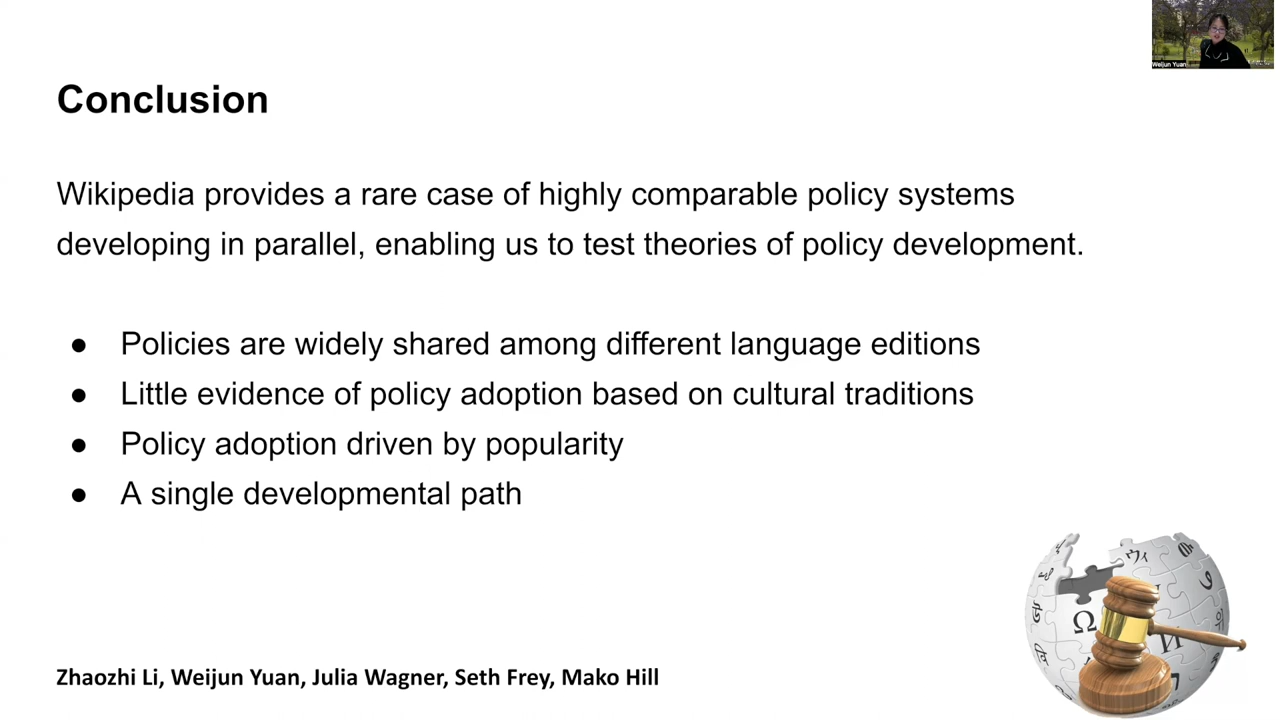 Weijun Yuan
Conclusion
Wikipedia provides a rare case of highly comparable policy systems
developing in parallel, enabling us to test theories of policy development.
● Policies are widely shared among different language editions
● Little evidence of policy adoption based on cultural traditions
● Policy adoption driven by popularity
● A single developmental path
Ω
И
Zhaozhi Li, Weijun Yuan, Julia Wagner, Seth Frey, Mako Hill